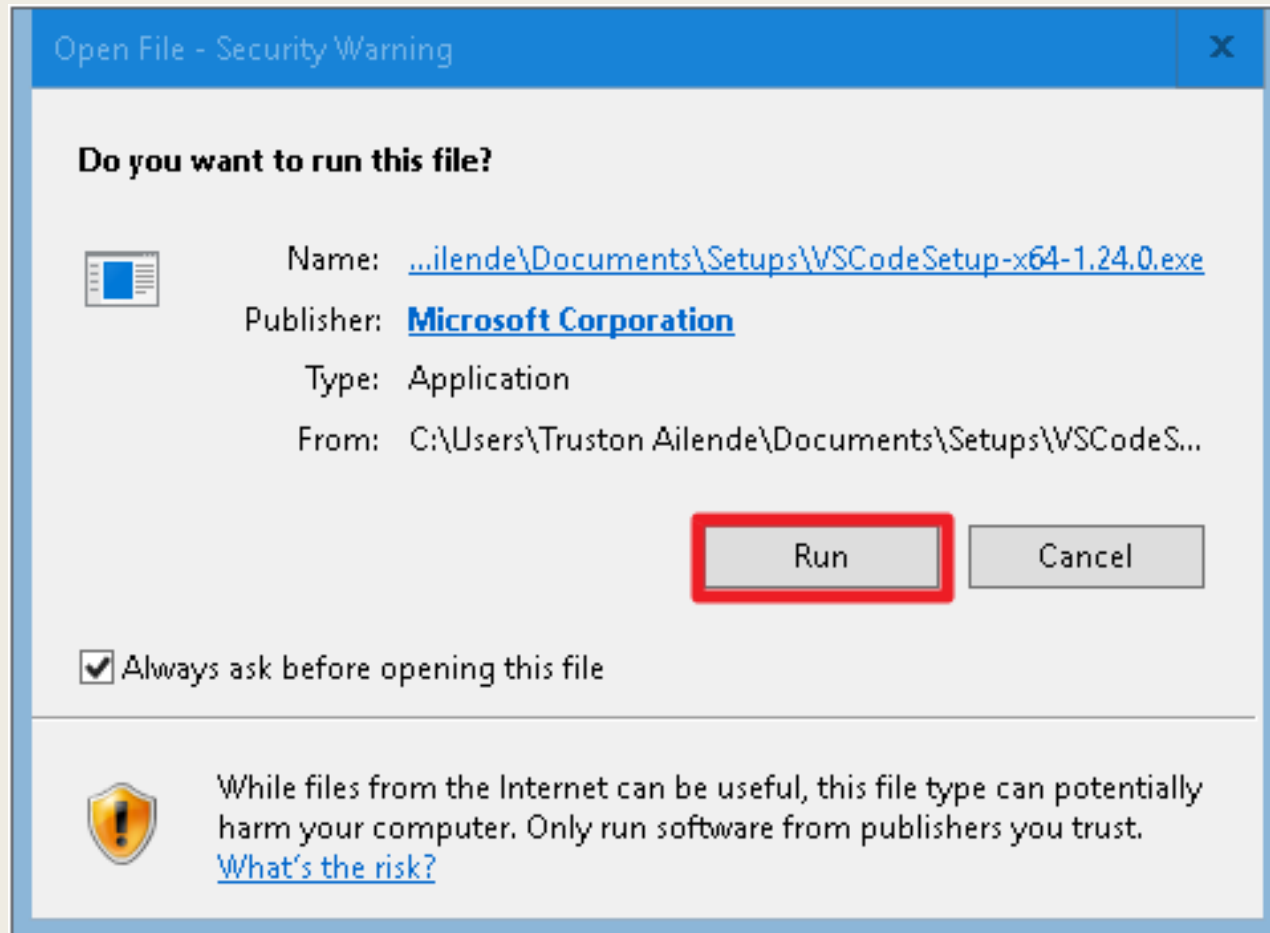 Open File - Security Warning
x
Do you want to run this file?
Name: ...ilende\Documents\Setups\VSCodeSetup-x64-1.24.0.exe
Publisher: Microsoft Corporation
Type: Application
From: C:\Users\Truston Ailende\Documents\Setups\VSCodeS...
Run Cancel
Always ask before opening this file
While files from the Internet can be useful, this file type can potentially
harm your computer. Only run software from publishers you trust.
What's the risk?